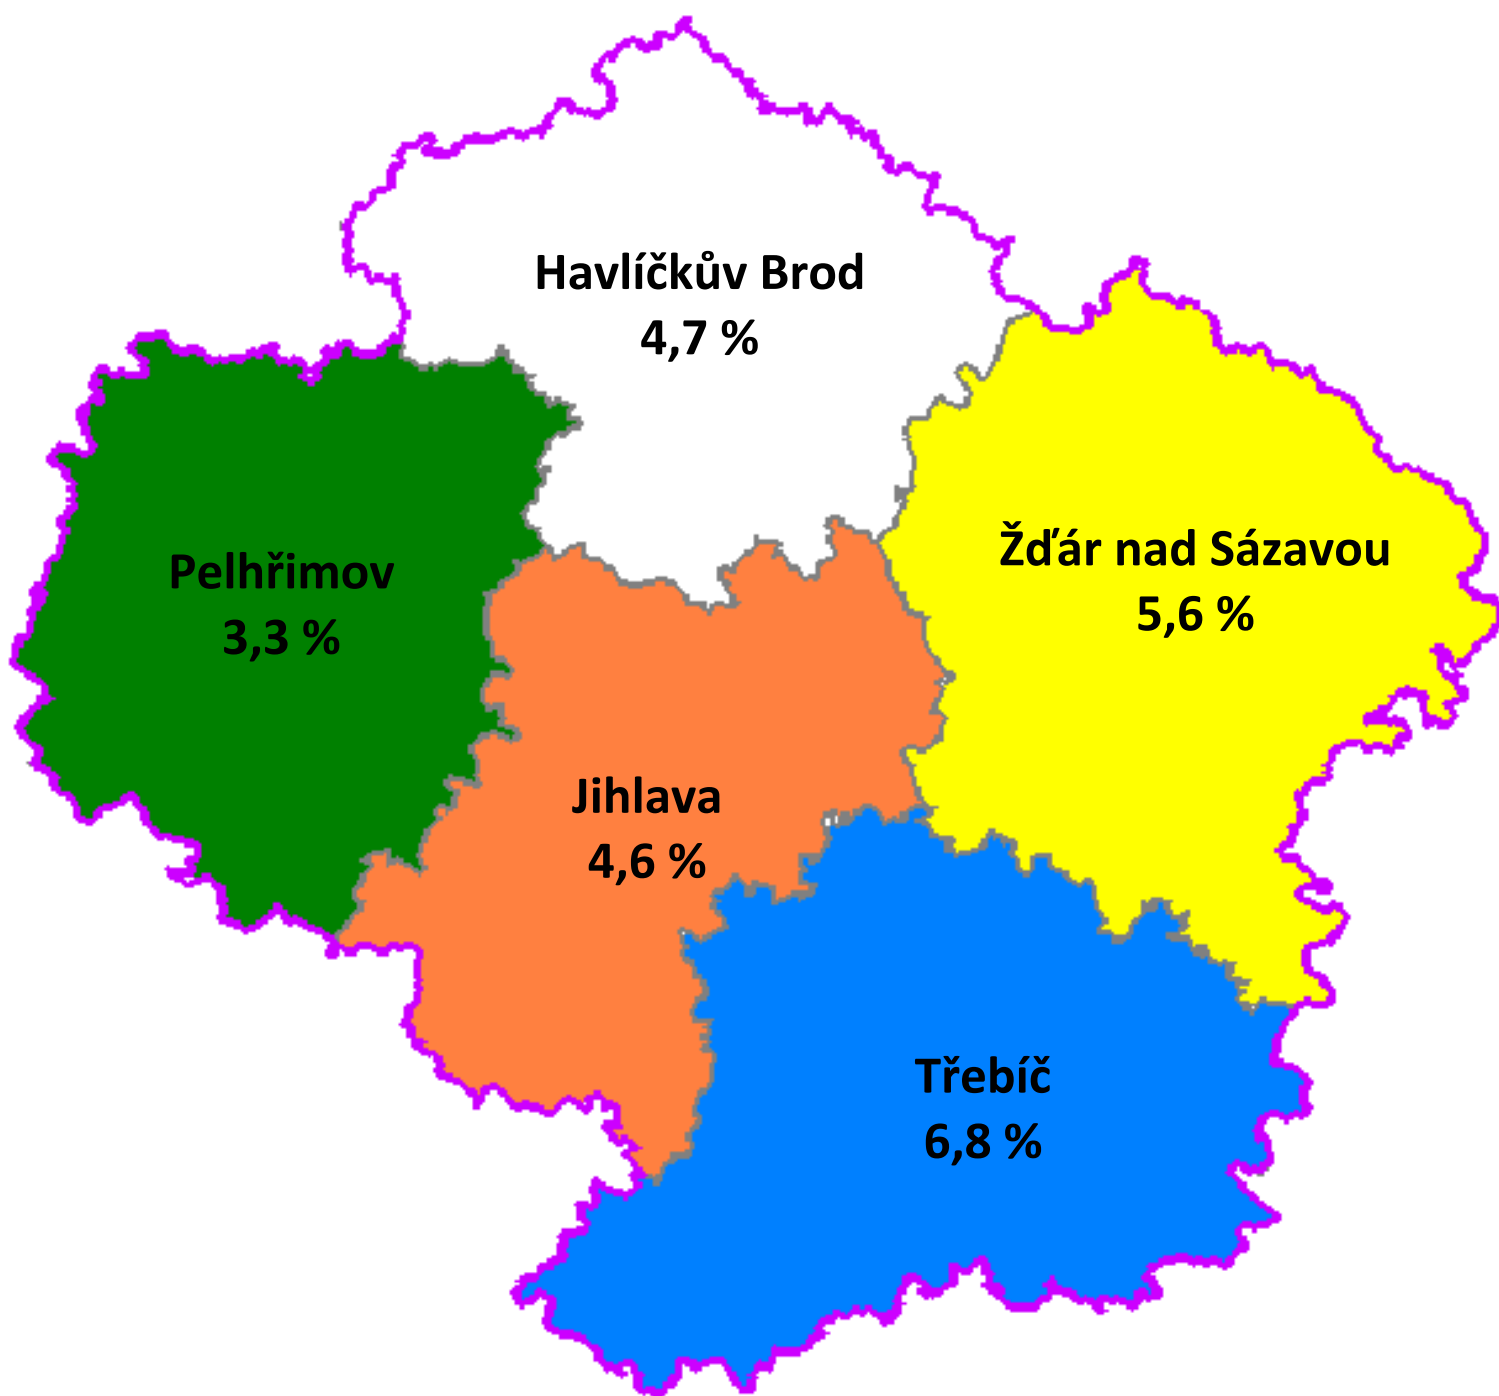 Havlíčkův Brod
4,7 %
Žďár nad Sázavou
5,6 %
Pelhřimov
3,3 %
Jihlava
4,6 %
Třebíč
6,8 %